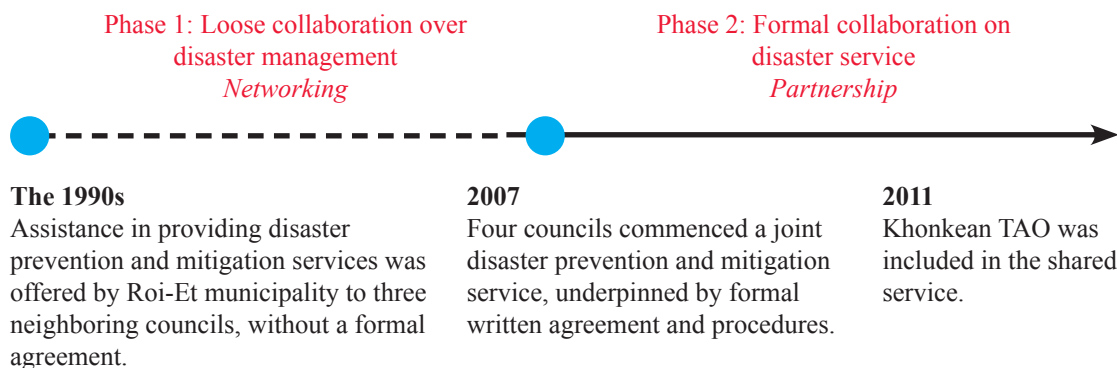 Phase 1: Loose collaboration over
disaster management
Networking
Phase 2: Formal collaboration on
disaster service
Partnership
The 1990s
Assistance in providing disaster
prevention and mitigation services was
offered by Roi-Et municipality to three
neighboring councils, without a formal
agreement.
2007
Four councils commenced a joint
disaster prevention and mitigation
service, underpinned by formal
written agreement and procedures.
2011
Khonkean TAO was
included in the shared
service.